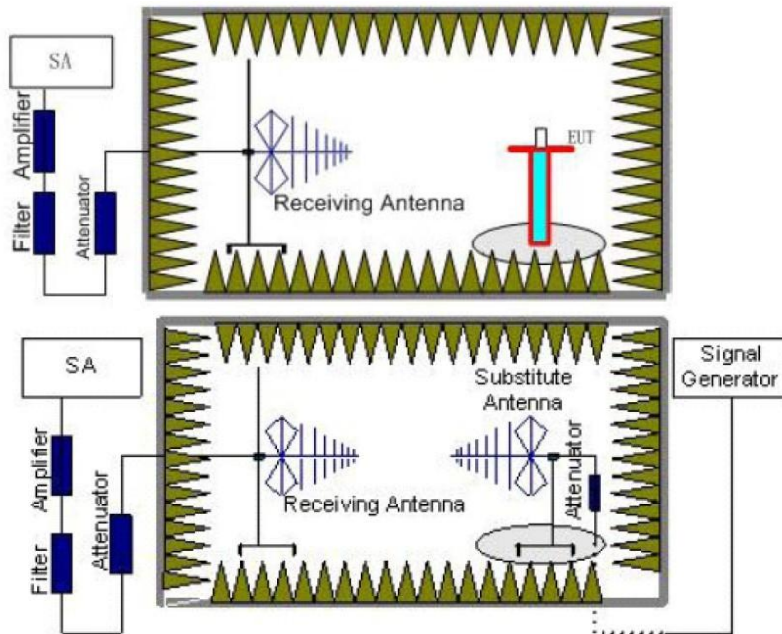 SA
Amplifier
Filter
Attenuator
Receiving Antenna
EUT
SA
Amplifier
Filter
Attenuator
Receiving Antenna
Substitute
Antenna
Attenuator
Signal
Generator